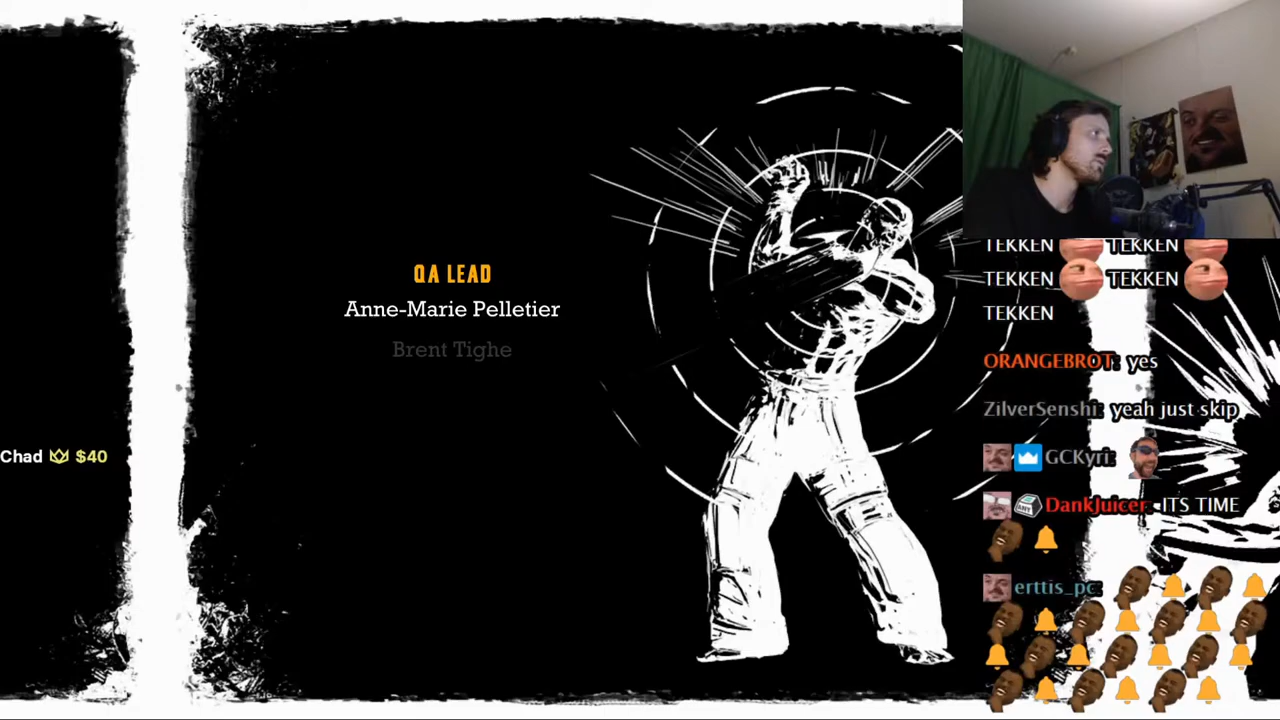 QA LEAD
Anne-Marie Pelletier
Brent Tighe
Chad $40
TEKKEN TEKKEN
TEKKEN TEKKEN
TEKKEN
ORANGEBROT: yes
ZilverSenshi: yeah just skip
GCKyri:
DankJuicer: ITS TIME
erttis_pc: